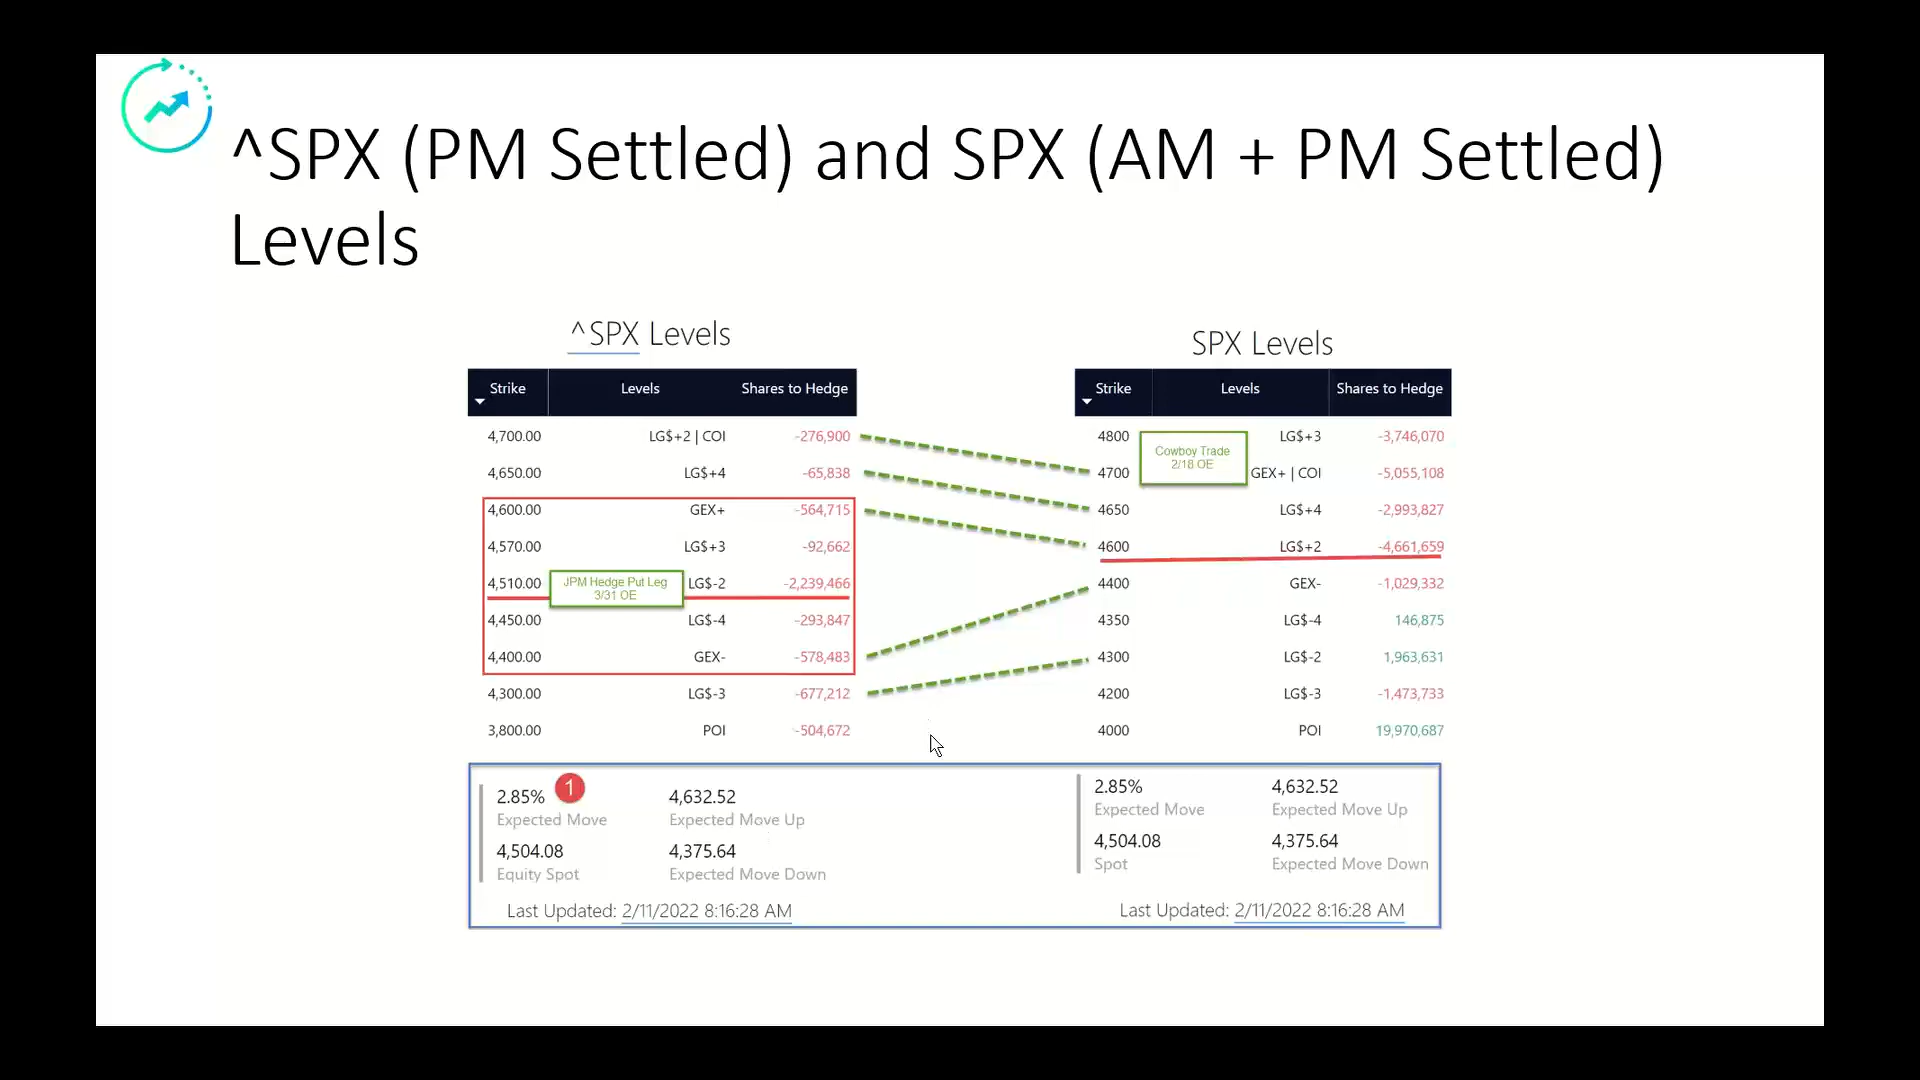 ^SPX (PM Settled) and SPX (AM + PM Settled)
Levels
^SPX Levels
Strike Levels Shares to Hedge
4,700.00 LG$+2 | COI -276,900
4,650.00 LG$+4 -65,838
4,600.00 GEX+ -564,715
4,570.00 LG$+3 -92,662
4,510.00 JPM Hedge Put Leg LG$-2 -2,239,466
3/31 OE
4,450.00 LG$-4 -293,847
4,400.00 GEX- -578,483
4,300.00 LG$-3 -677,212
3,800.00 POI -504,672
SPX Levels
Strike Levels Shares to Hedge
4800 LG$+3 -3,746,070
Cowboy Trade
2/18 OE
4700 GEX+ | COI -5,055,108
4650 LG$+4 -2,993,827
4600 LG$+2 -4,661,659
4400 GEX- -1,029,332
4350 LG$-4 146,875
4300 LG$-2 1,963,631
4200 LG$-3 -1,473,733
4000 POI 19,970,687
2.85% 1 4,632.52
Expected Move Expected Move Up
4,504.08 4,375.64
Equity Spot Expected Move Down
Last Updated: 2/11/2022 8:16:28 AM
2.85% 4,632.52
Expected Move Expected Move Up
4,504.08 4,375.64
Spot Expected Move Down
Last Updated: 2/11/2022 8:16:28 AM